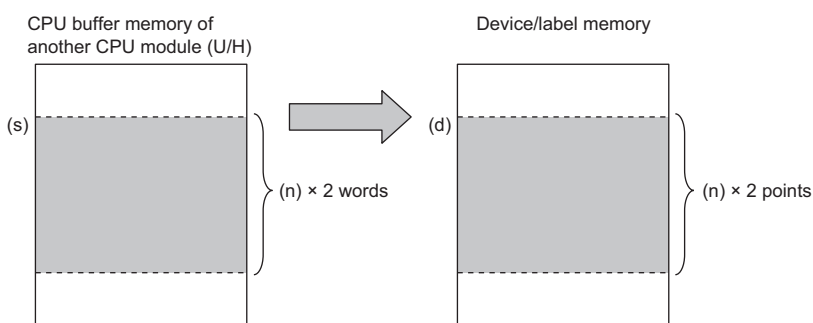 CPU buffer memory of
another CPU module (U/H)
Device/label memory
(s)
(d)
(n) × 2 words
(n) × 2 points